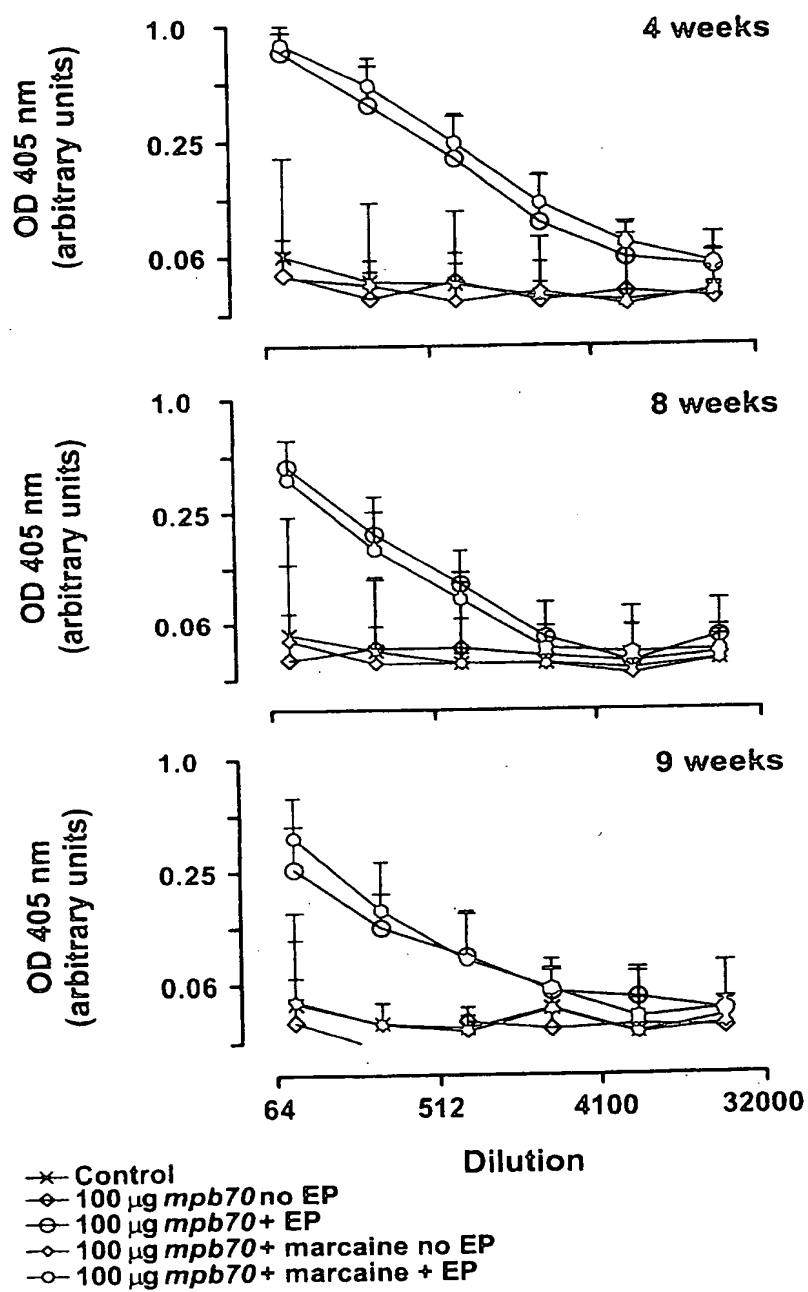 4 weeks
1.0
0.25
0.06
OD 405 nm
(arbitrary units)
8 weeks
1.0
0.25
0.06
OD 405 nm
(arbitrary units)
9 weeks
1.0
0.25
0.06
OD 405 nm
(arbitrary units)
64 512 4100 32000
Dilution
Control
100 µg mpb70 no EP
100 µg mpb70 + EP
100 µg mpb70 + marcaine no EP
100 µg mpb70 + marcaine + EP